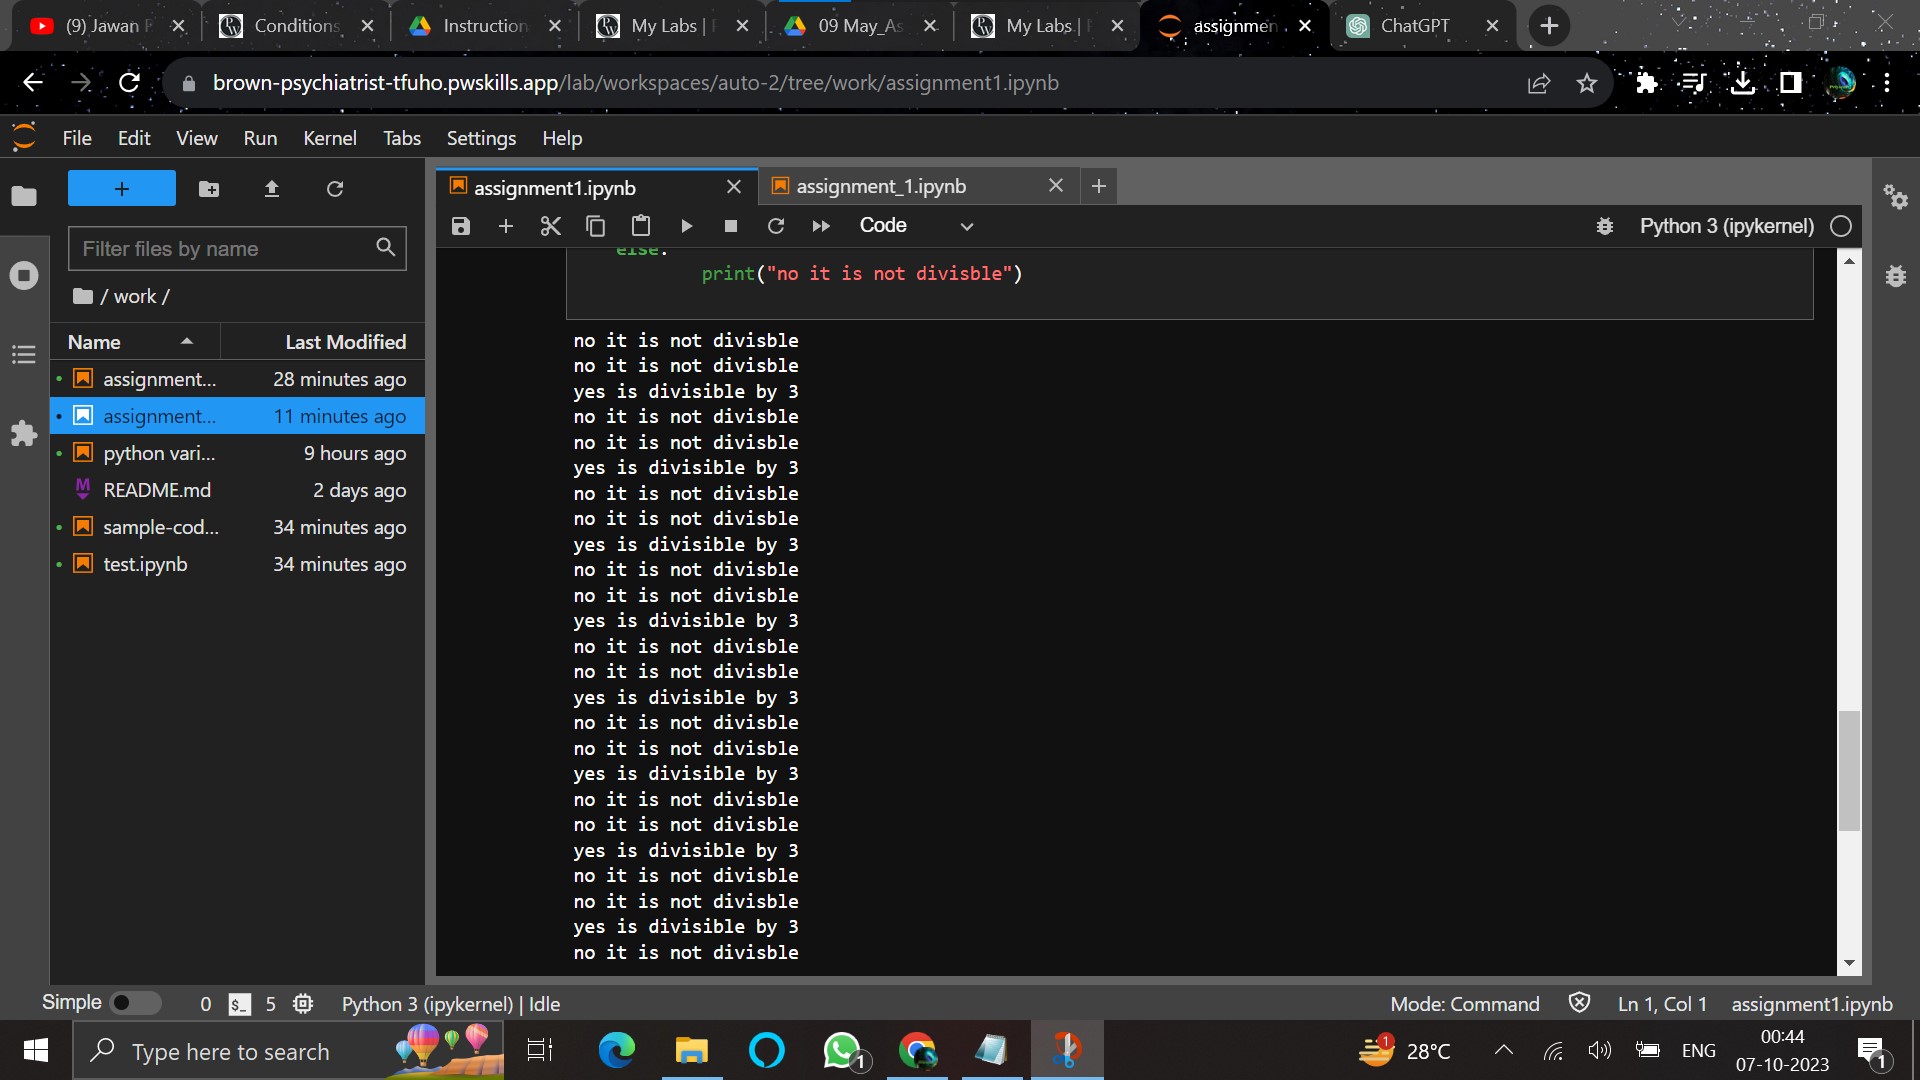 (9) Jawan
Conditions
Instruction
My Labs |
09 May_As
My Labs |
assignmen
ChatGPT
brown-psychiatrist-tfuho.pwskills.app/lab/workspaces/auto-2/tree/work/assignment1.ipynb
File Edit View Run Kernel Tabs Settings Help
+
assignment1.ipynb
assignment_1.ipynb
Code
Python 3 (ipykernel)
Filter files by name
/ work /
Name Last Modified
assignment... 28 minutes ago
assignment... 11 minutes ago
python vari... 9 hours ago
README.md 2 days ago
sample-cod... 34 minutes ago
test.ipynb 34 minutes ago
else:
print("no it is not divisble")
no it is not divisble
no it is not divisble
yes is divisible by 3
no it is not divisble
no it is not divisble
yes is divisible by 3
no it is not divisble
no it is not divisble
yes is divisible by 3
no it is not divisble
no it is not divisble
yes is divisible by 3
no it is not divisble
no it is not divisble
yes is divisible by 3
no it is not divisble
no it is not divisble
yes is divisible by 3
no it is not divisble
no it is not divisble
yes is divisible by 3
no it is not divisble
no it is not divisble
yes is divisible by 3
no it is not divisble
Simple 0 $_ 5 Python 3 (ipykernel) | Idle
Mode: Command Ln 1, Col 1 assignment1.ipynb
Type here to search
1
1
28°C
ENG
00:44
07-10-2023
1